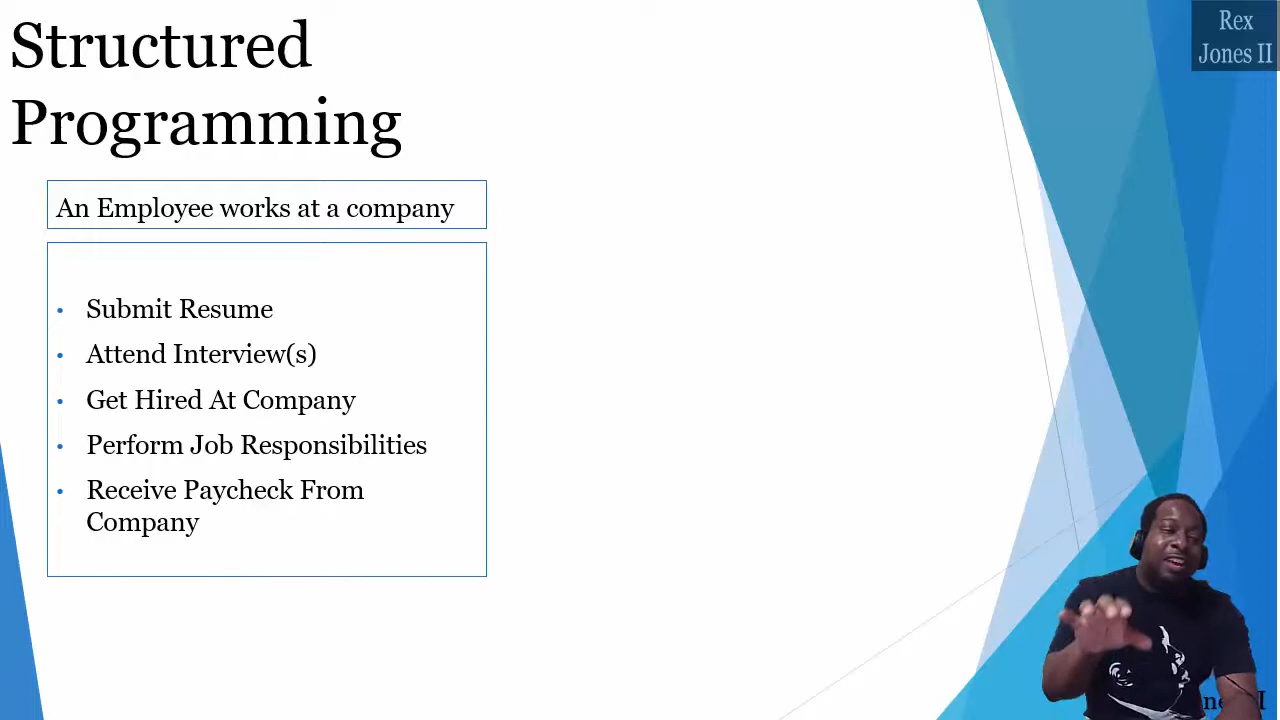 Structured
Programming
Rex
Jones II
An Employee works at a company
• Submit Resume
• Attend Interview(s)
• Get Hired At Company
• Perform Job Responsibilities
• Receive Paycheck From
Company